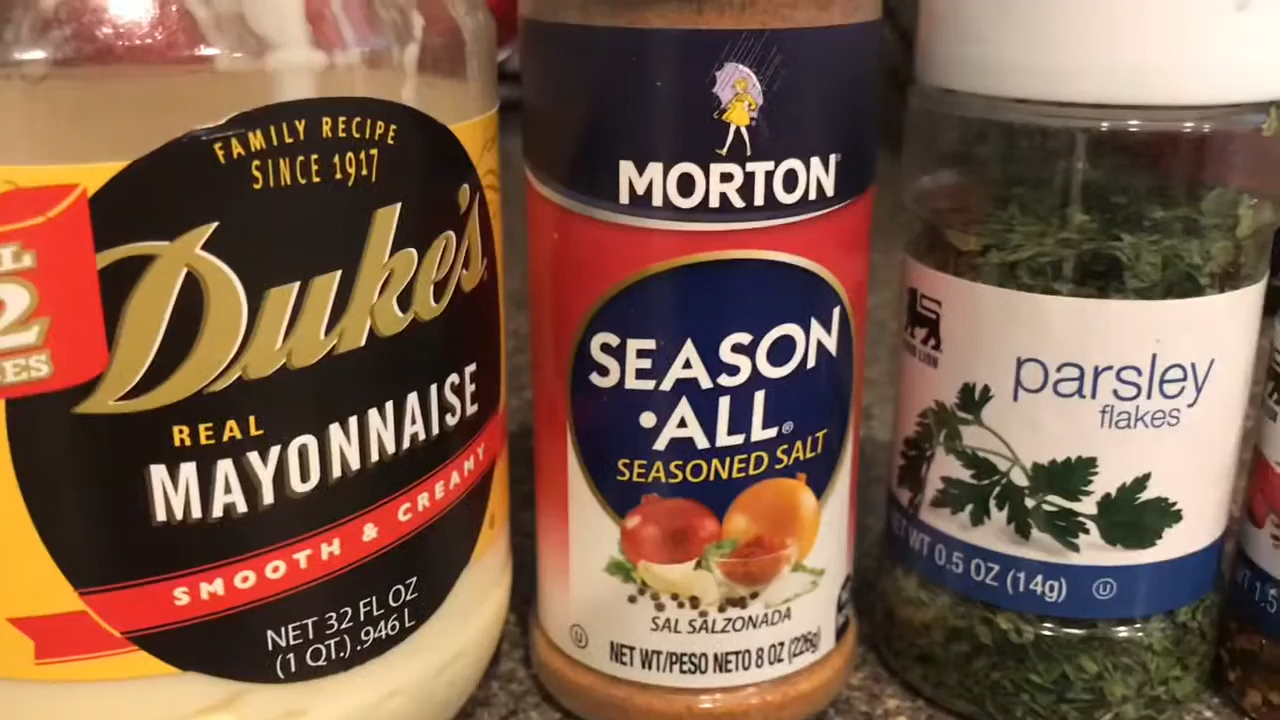 FAMILY RECIPE
SINCE 1917
Duke's
REAL
MAYONNAISE
SMOOTH & CREAMY
NET 32 FL OZ
(1 QT.) .946 L
2
MORTON
SEASON
•ALL®
SEASONED SALT
SAL SALZONADA
NET WT/PESO NETO 8 OZ (226g)
LION
parsley
flakes
NET WT 0.5 OZ (14g) U